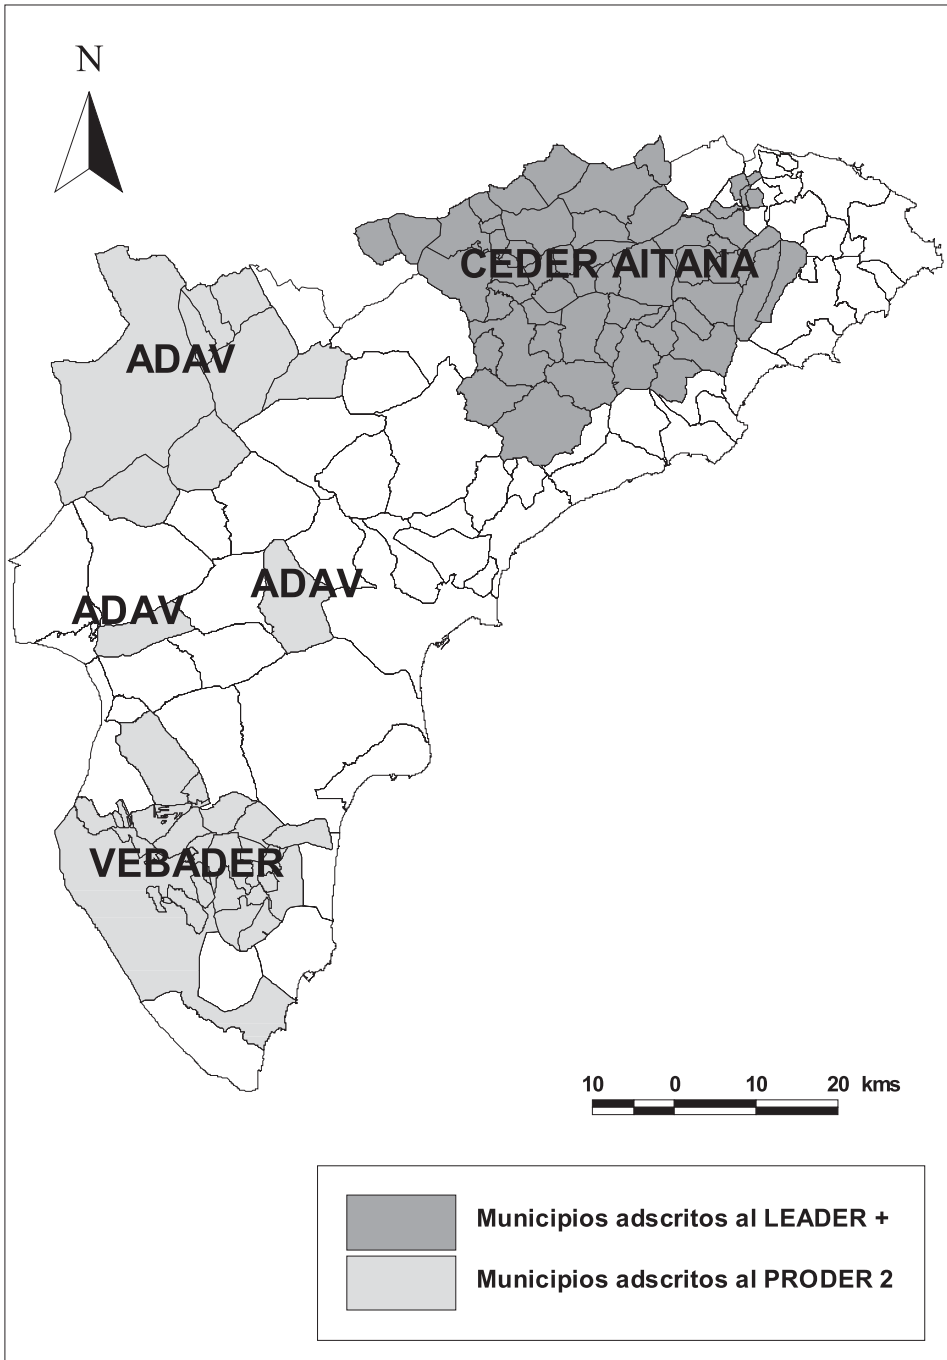 N
CEDER AITANA
ADAV
ADAV
ADAV
VEBADER
10 0 10 20 kms
Municipios adscritos al LEADER +
Municipios adscritos al PRODER 2